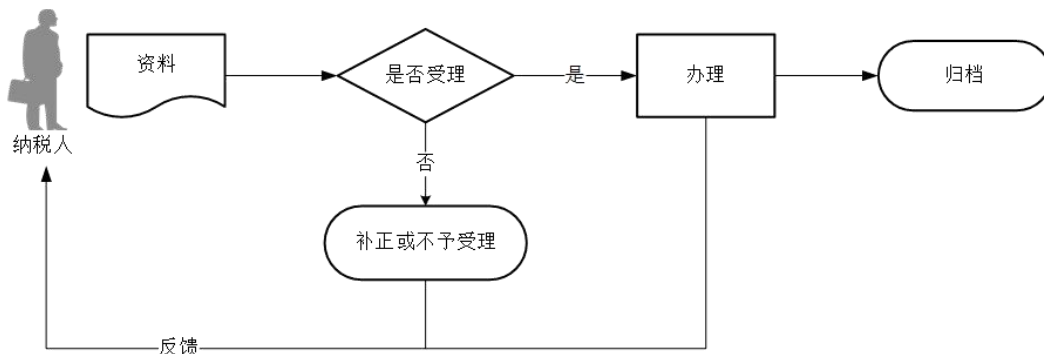 资料
是否受理
是
办理
归档
纳税人
否
补正或不予受理
反馈